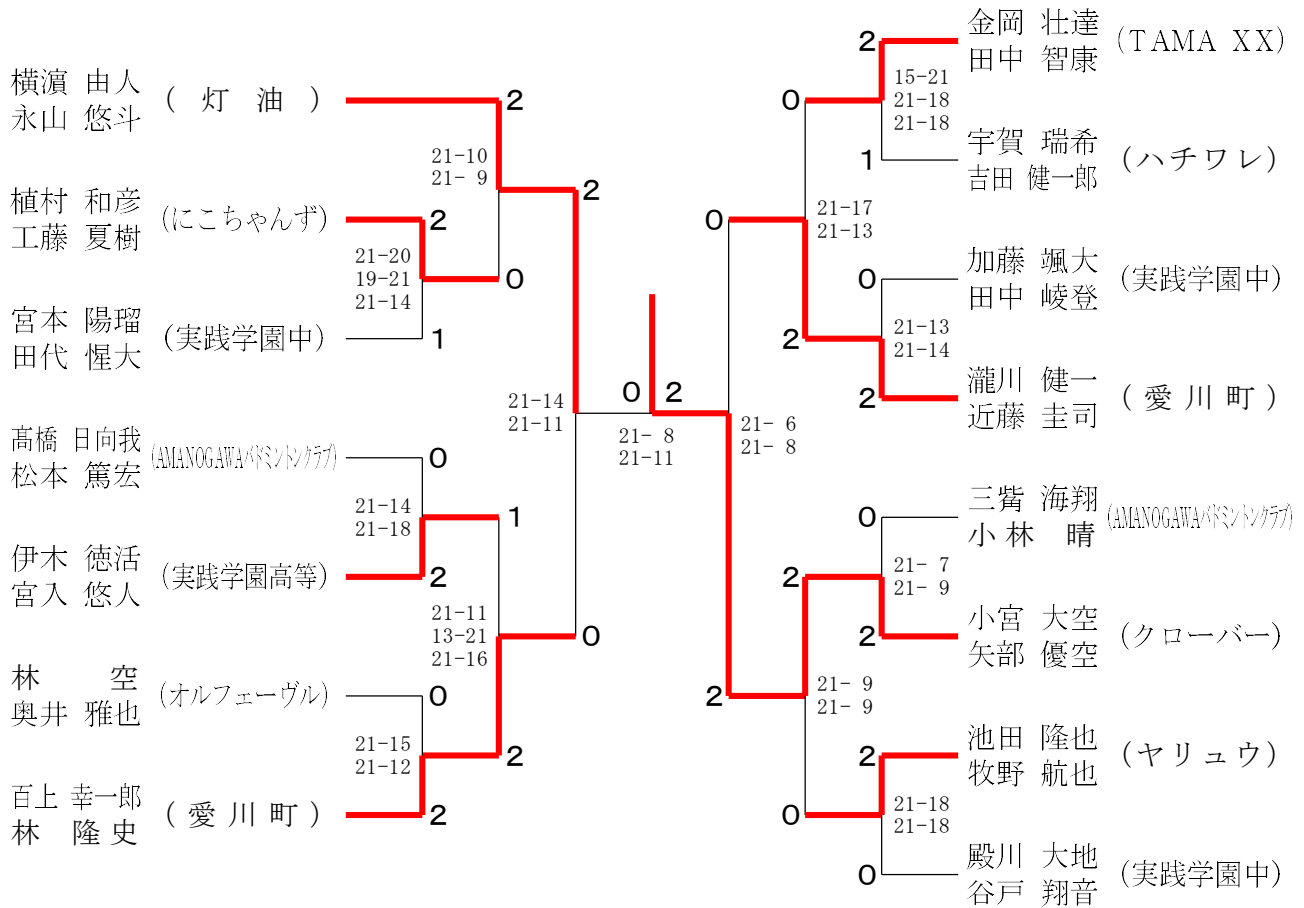 横濵 由人
永山 悠斗
( 灯 油 )
2
21-10
21- 9
2
植村 和彦
工藤 夏樹
(にこちゃんず)
2
21-20
19-21
21-14
0
宮本 陽瑠
田代 惺大
(実践学園中)
1
21-14
21-11
髙橋 日向我
松本 篤宏
(AMANOGAWAバドミントンクラブ)
0
21-14
21-18
1
伊木 徳活
宮入 悠人
(実践学園高等)
2
21-11
13-21
21-16
0
林 空
奥井 雅也
(オルフェーヴル)
0
21-15
21-12
2
百上 幸一郎
林 隆史
( 愛 川 町 )
2
0 2
21- 8
21-11
金岡 壮達
田中 智康
(TAMA XX)
2
15-21
21-18
21-18
0
宇賀 瑞希
吉田 健一郎
(ハチワレ)
1
21-17
21-13
0
加藤 颯大
田中 崚登
(実践学園中)
0
21-13
21-14
2
瀧川 健一
近藤 圭司
( 愛 川 町 )
2
21- 6
21- 8
三觜 海翔
小 林 晴
(AMANOGAWAバドミントンクラブ)
0
21- 7
21- 9
2
小宮 大空
矢部 優空
(クローバー)
2
21- 9
21- 9
2
池田 隆也
牧野 航也
(ヤリュウ)
2
21-18
21-18
0
殿川 大地
谷戸 翔音
(実践学園中)
0